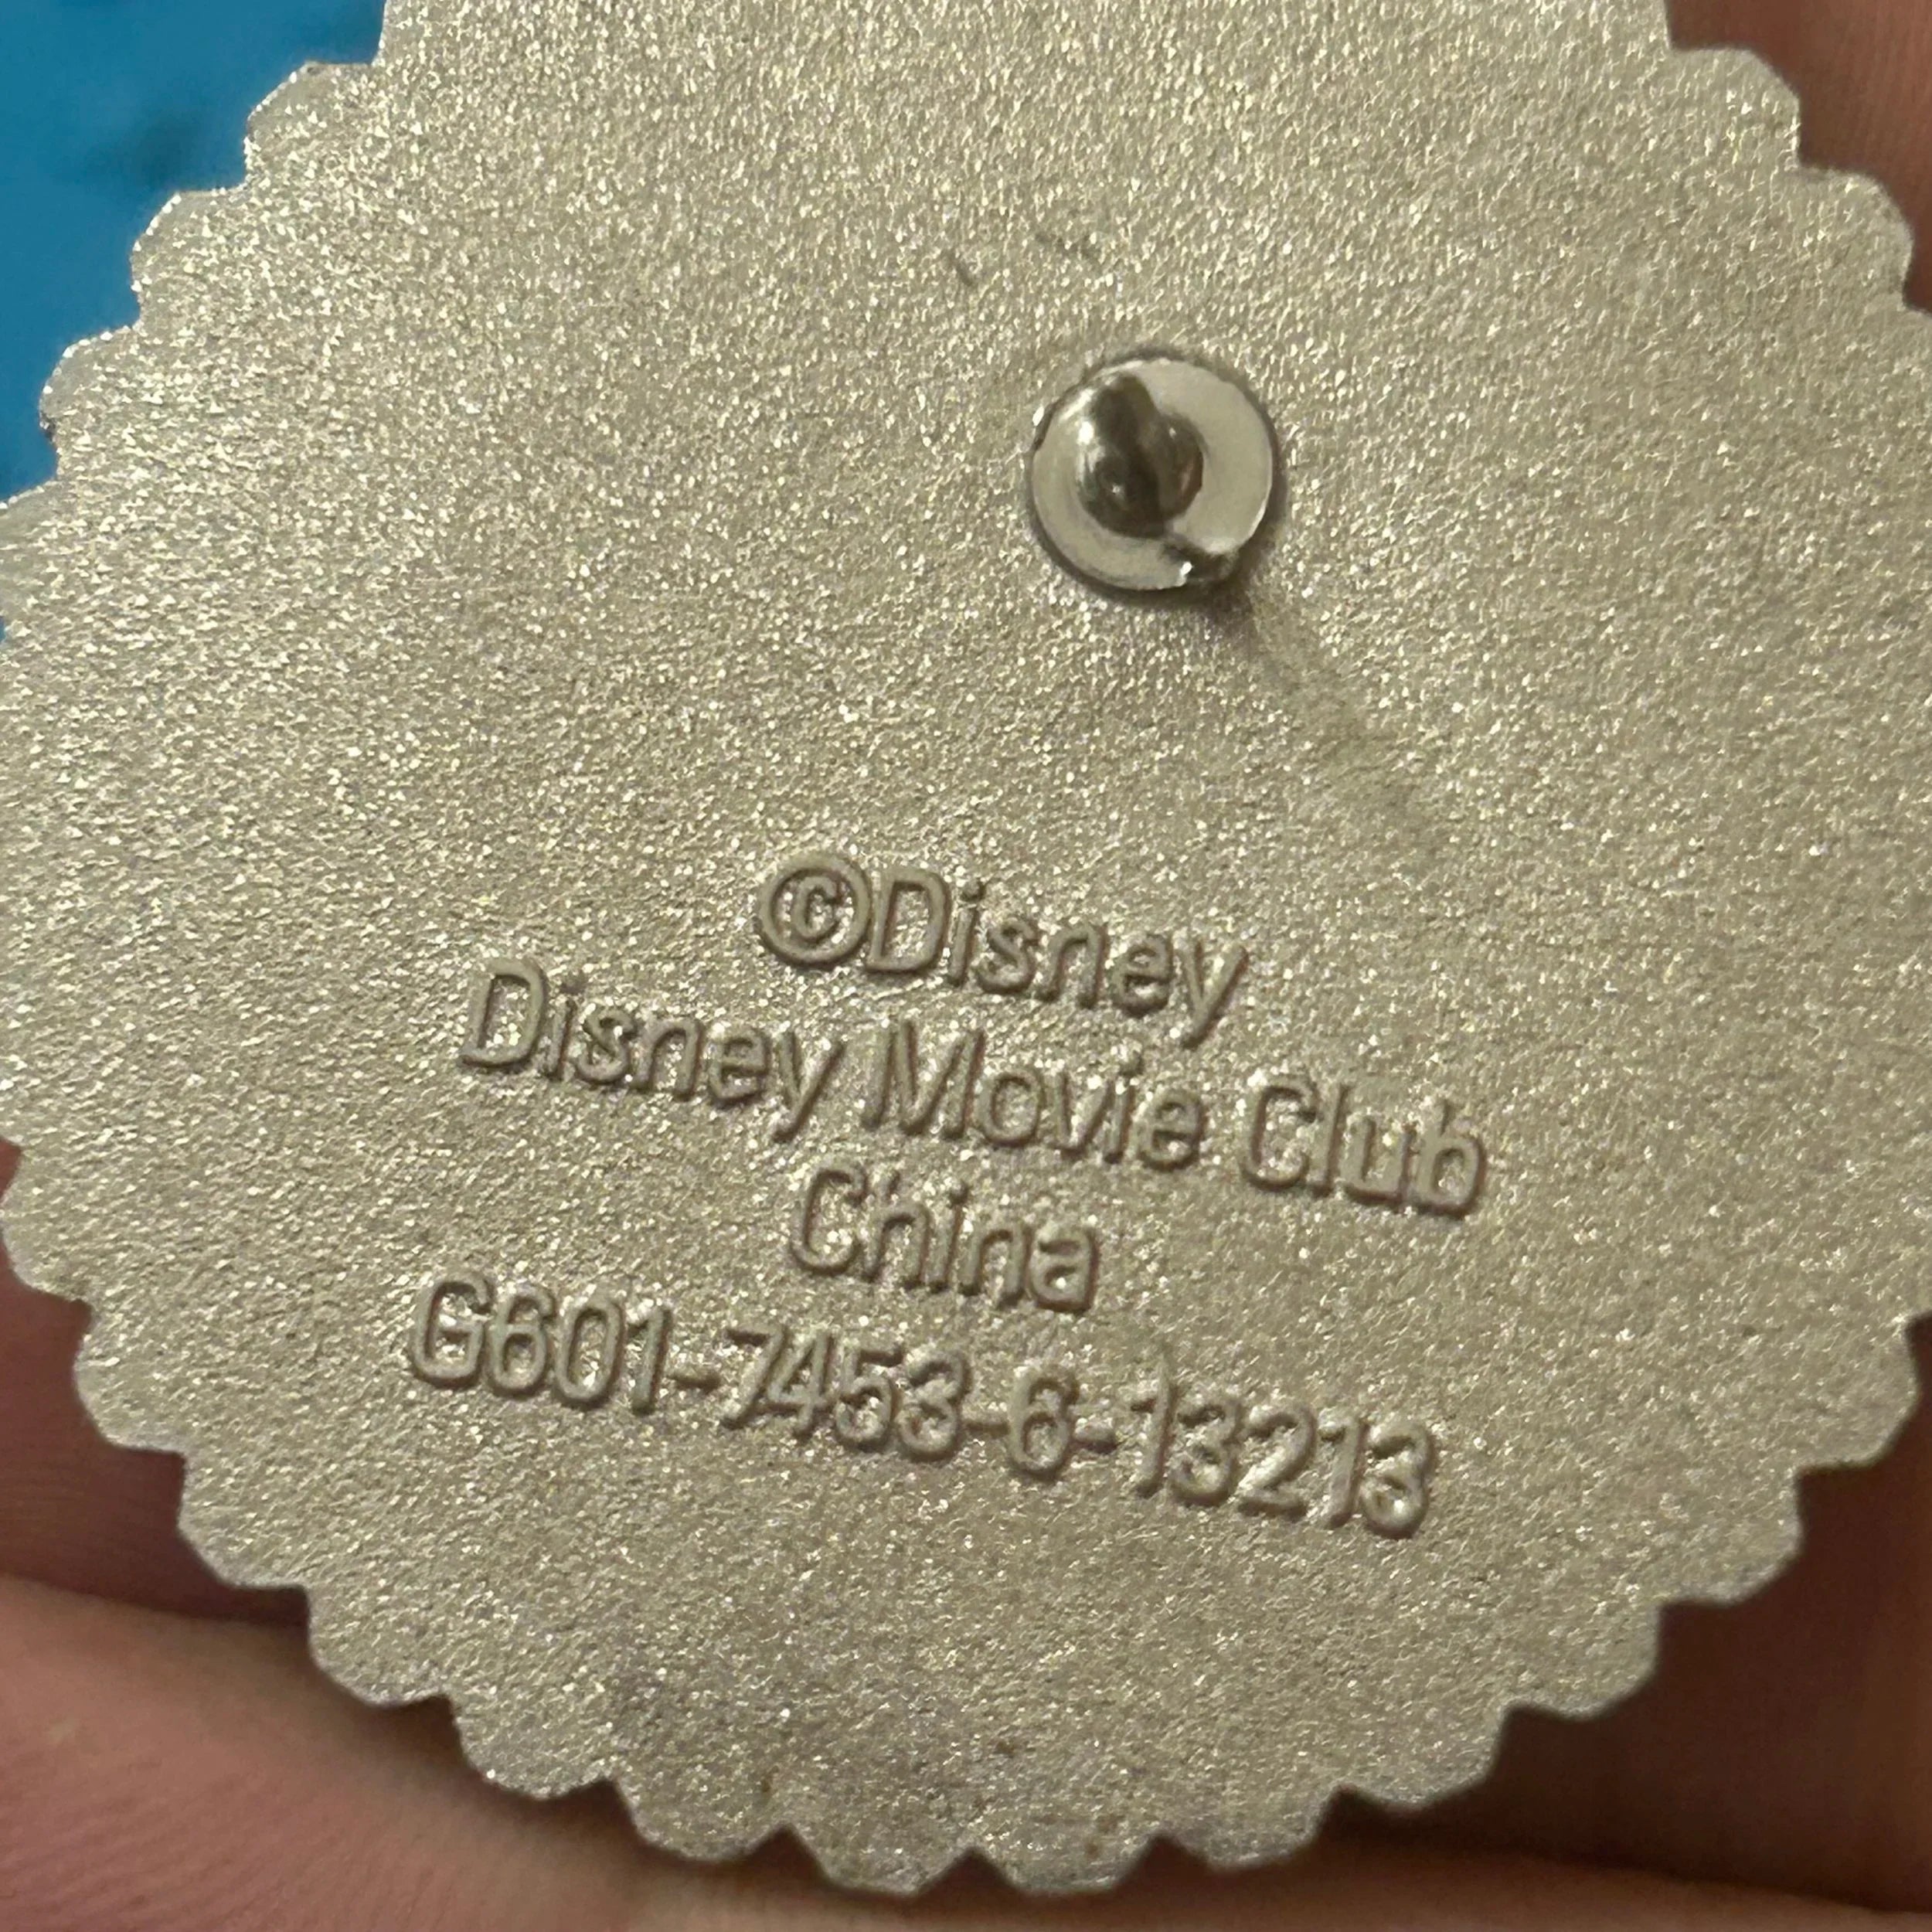 ©Disney
Disney Movie Club
China
G601-7453-6-13213